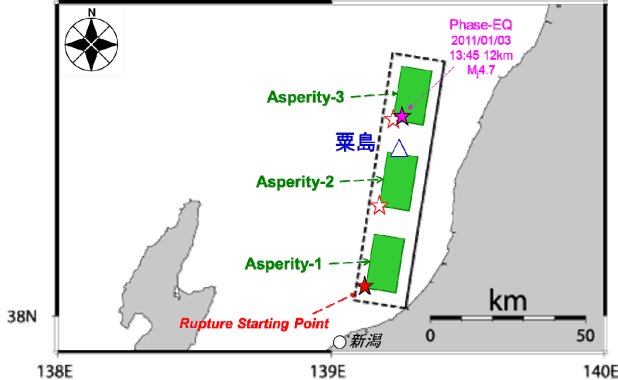 N
Phase-EQ
2011/01/03
13:45 12km
Mj4.7
Asperity-3
粟島
Asperity-2
Asperity-1
Rupture Starting Point
km
0 50
新潟
38N
138E 139E 140E